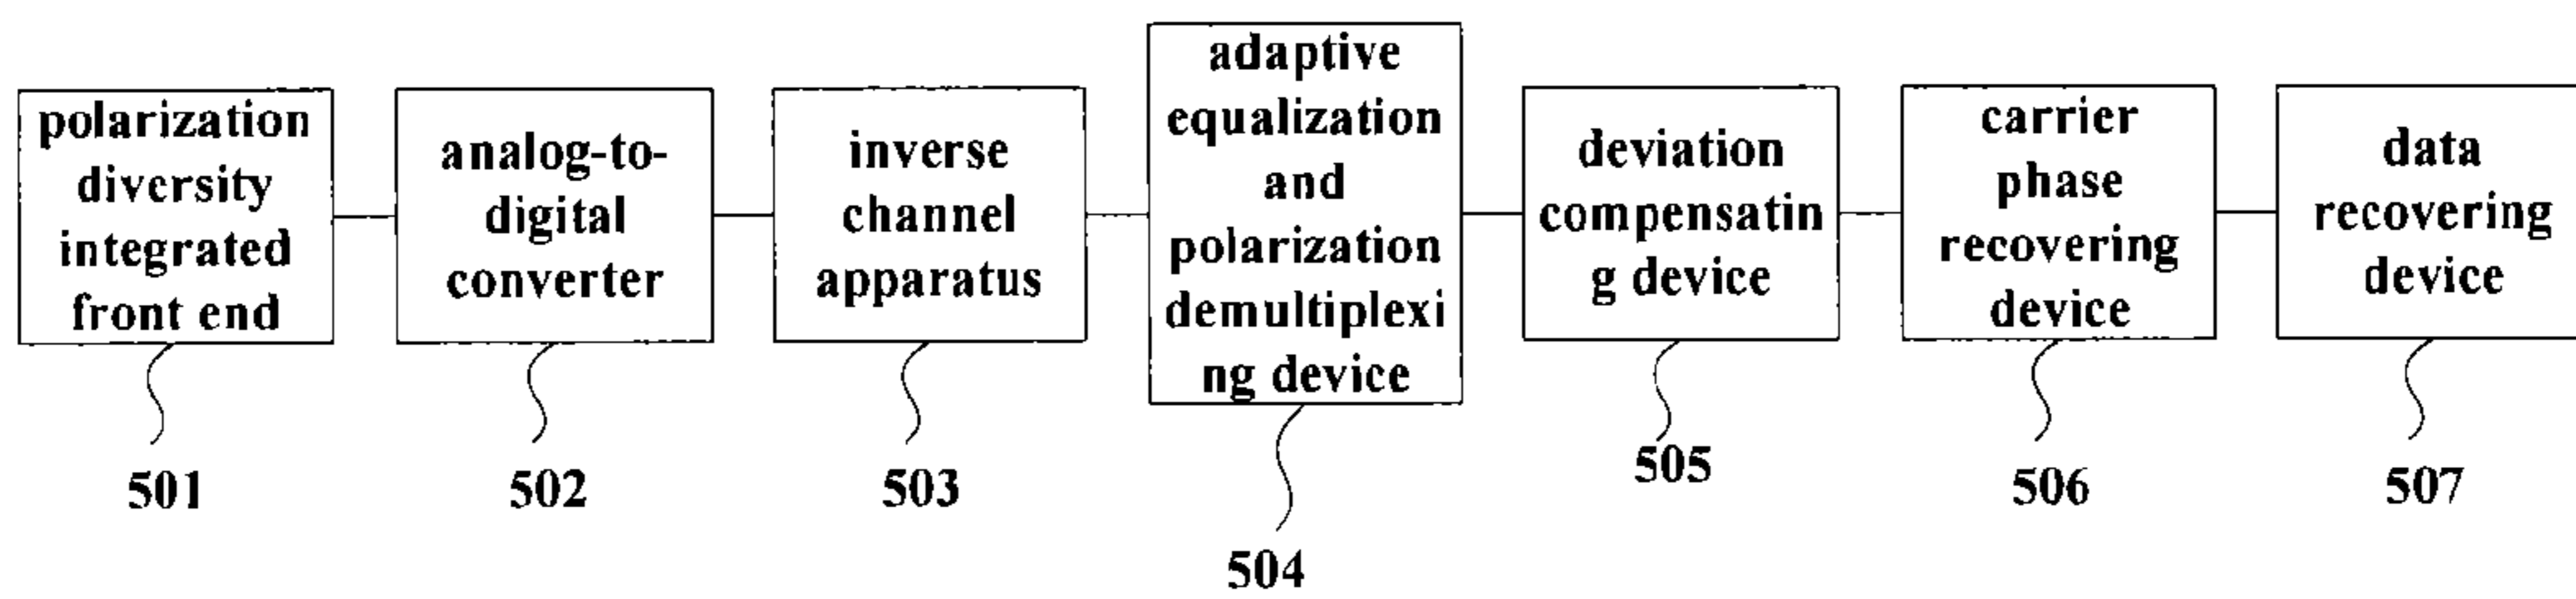 polarization
diversity
integrated
front end
analog-to-
digital
converter
inverse
channel
apparatus
adaptive
equalization
and
polarization
demultiplexi
ng device
deviation
compensatin
g device
carrier
phase
recovering
device
data
recovering
device
501
502
503
504
505
506
507